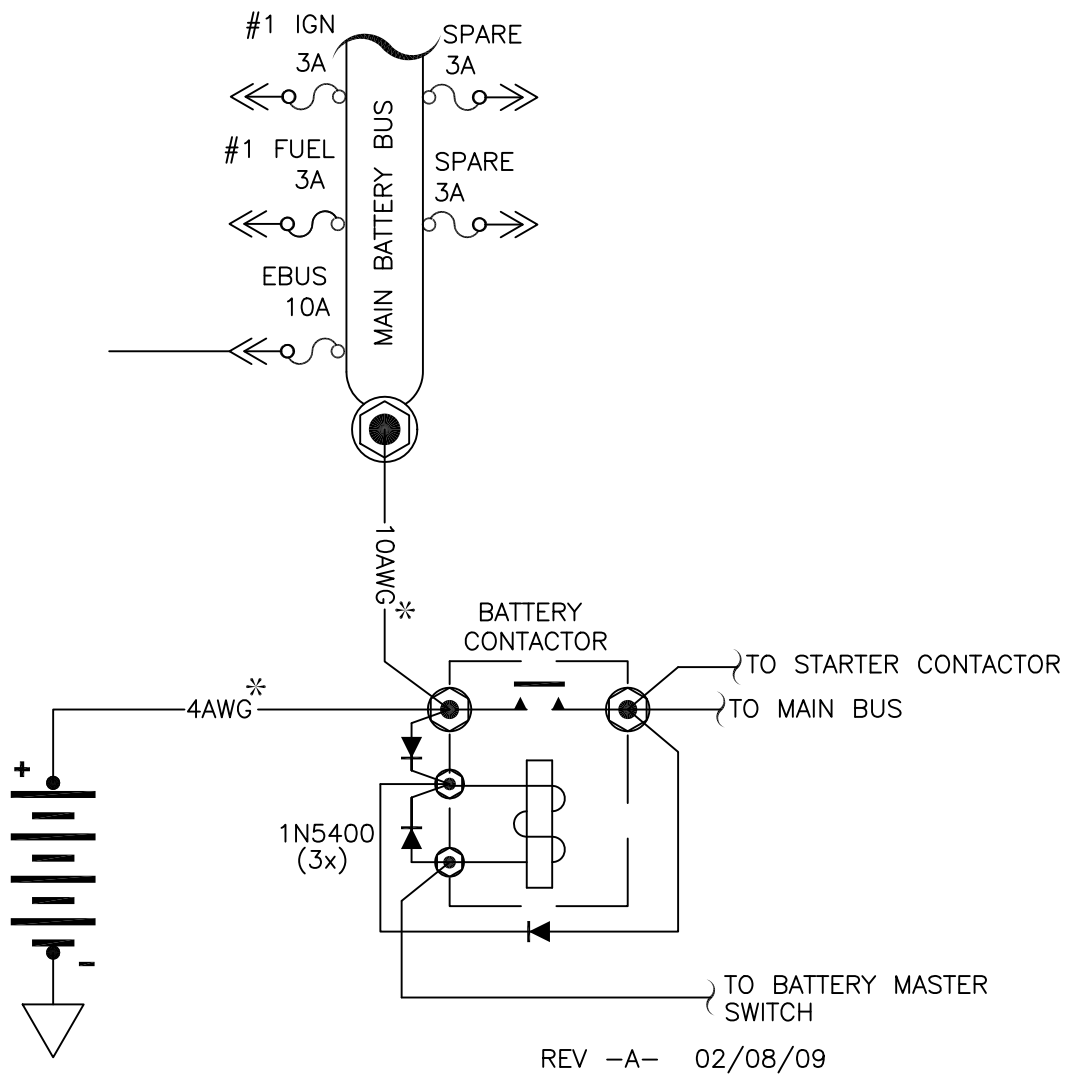 #1 IGN
3A
SPARE
3A
#1 FUEL
3A
SPARE
3A
EBUS
10A
MAIN BATTERY BUS
10AWG*
BATTERY
CONTACTOR
TO STARTER CONTACTOR
4AWG*
TO MAIN BUS
+
1N5400
(3x)
-
TO BATTERY MASTER
SWITCH
REV -A- 02/08/09